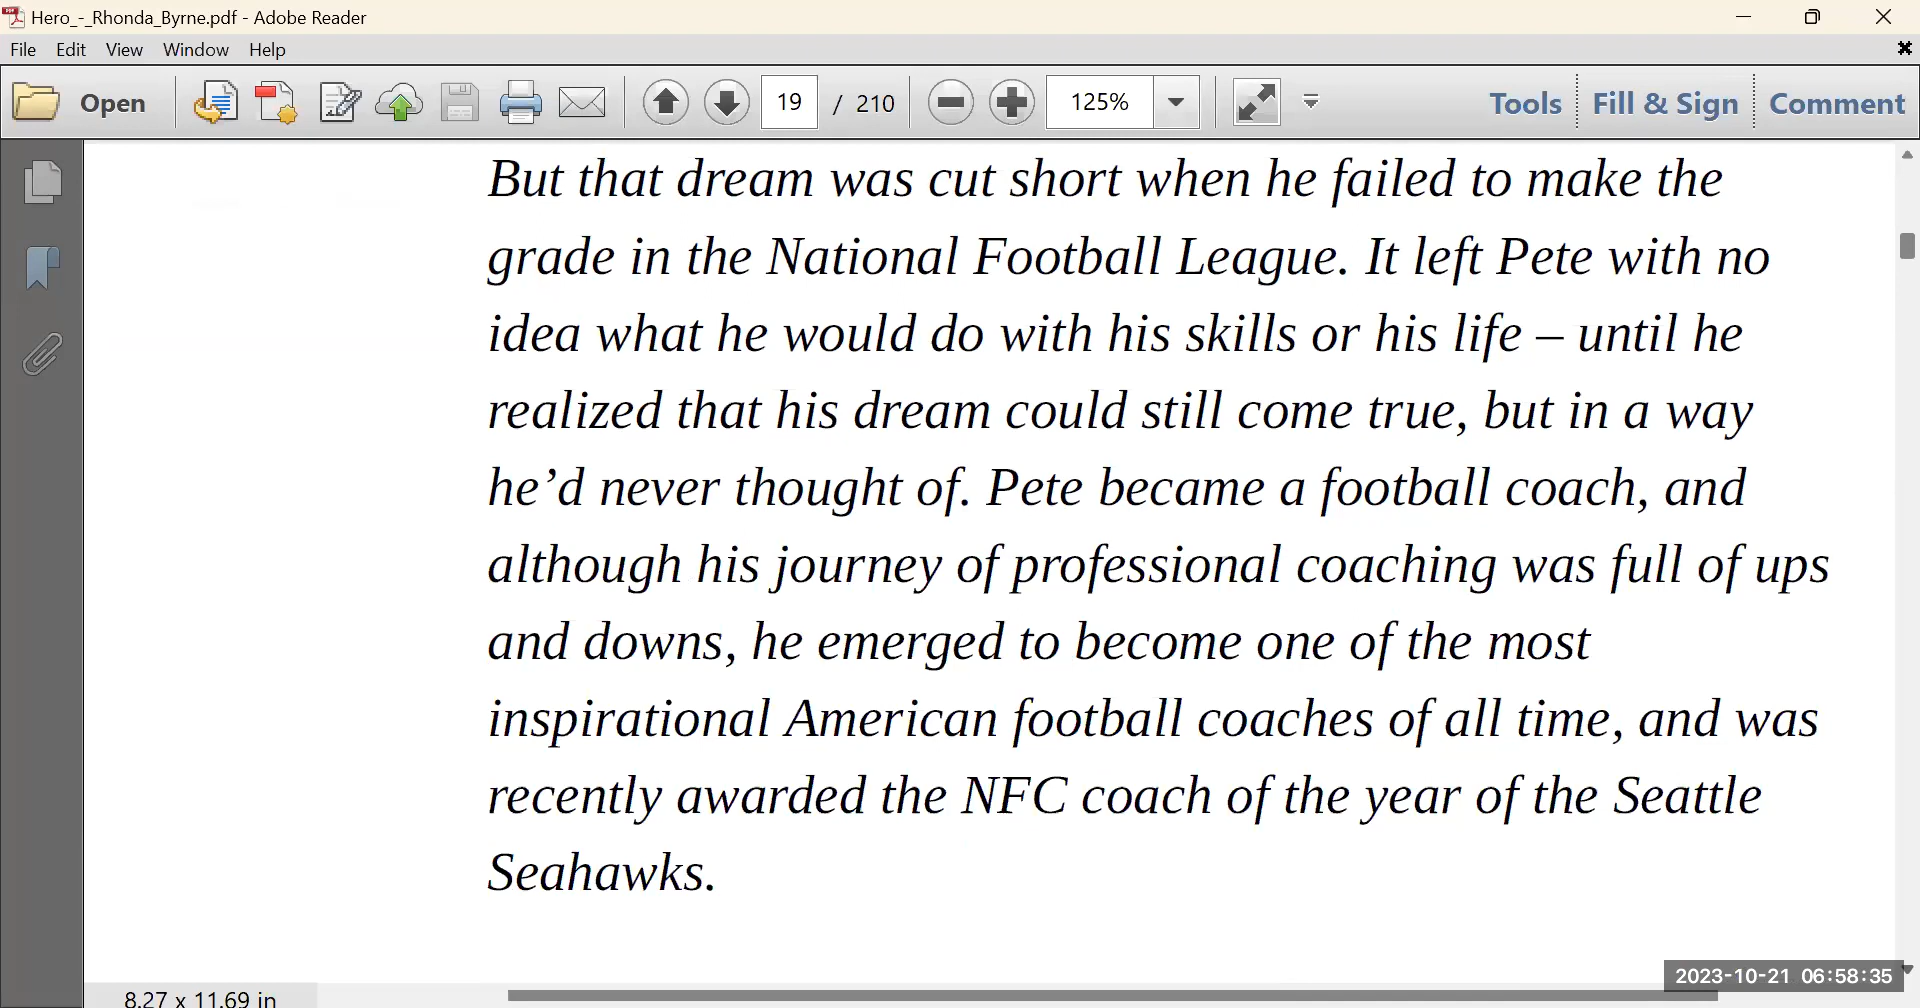 Hero_-_Rhonda_Byrne.pdf - Adobe Reader
File Edit View Window Help
Open 19 / 210 125% Tools Fill & Sign Comment
But that dream was cut short when he failed to make the
grade in the National Football League. It left Pete with no
idea what he would do with his skills or his life – until he
realized that his dream could still come true, but in a way
he’d never thought of. Pete became a football coach, and
although his journey of professional coaching was full of ups
and downs, he emerged to become one of the most
inspirational American football coaches of all time, and was
recently awarded the NFC coach of the year of the Seattle
Seahawks.
2023-10-21 06:58:35
8.27 x 11.69 in